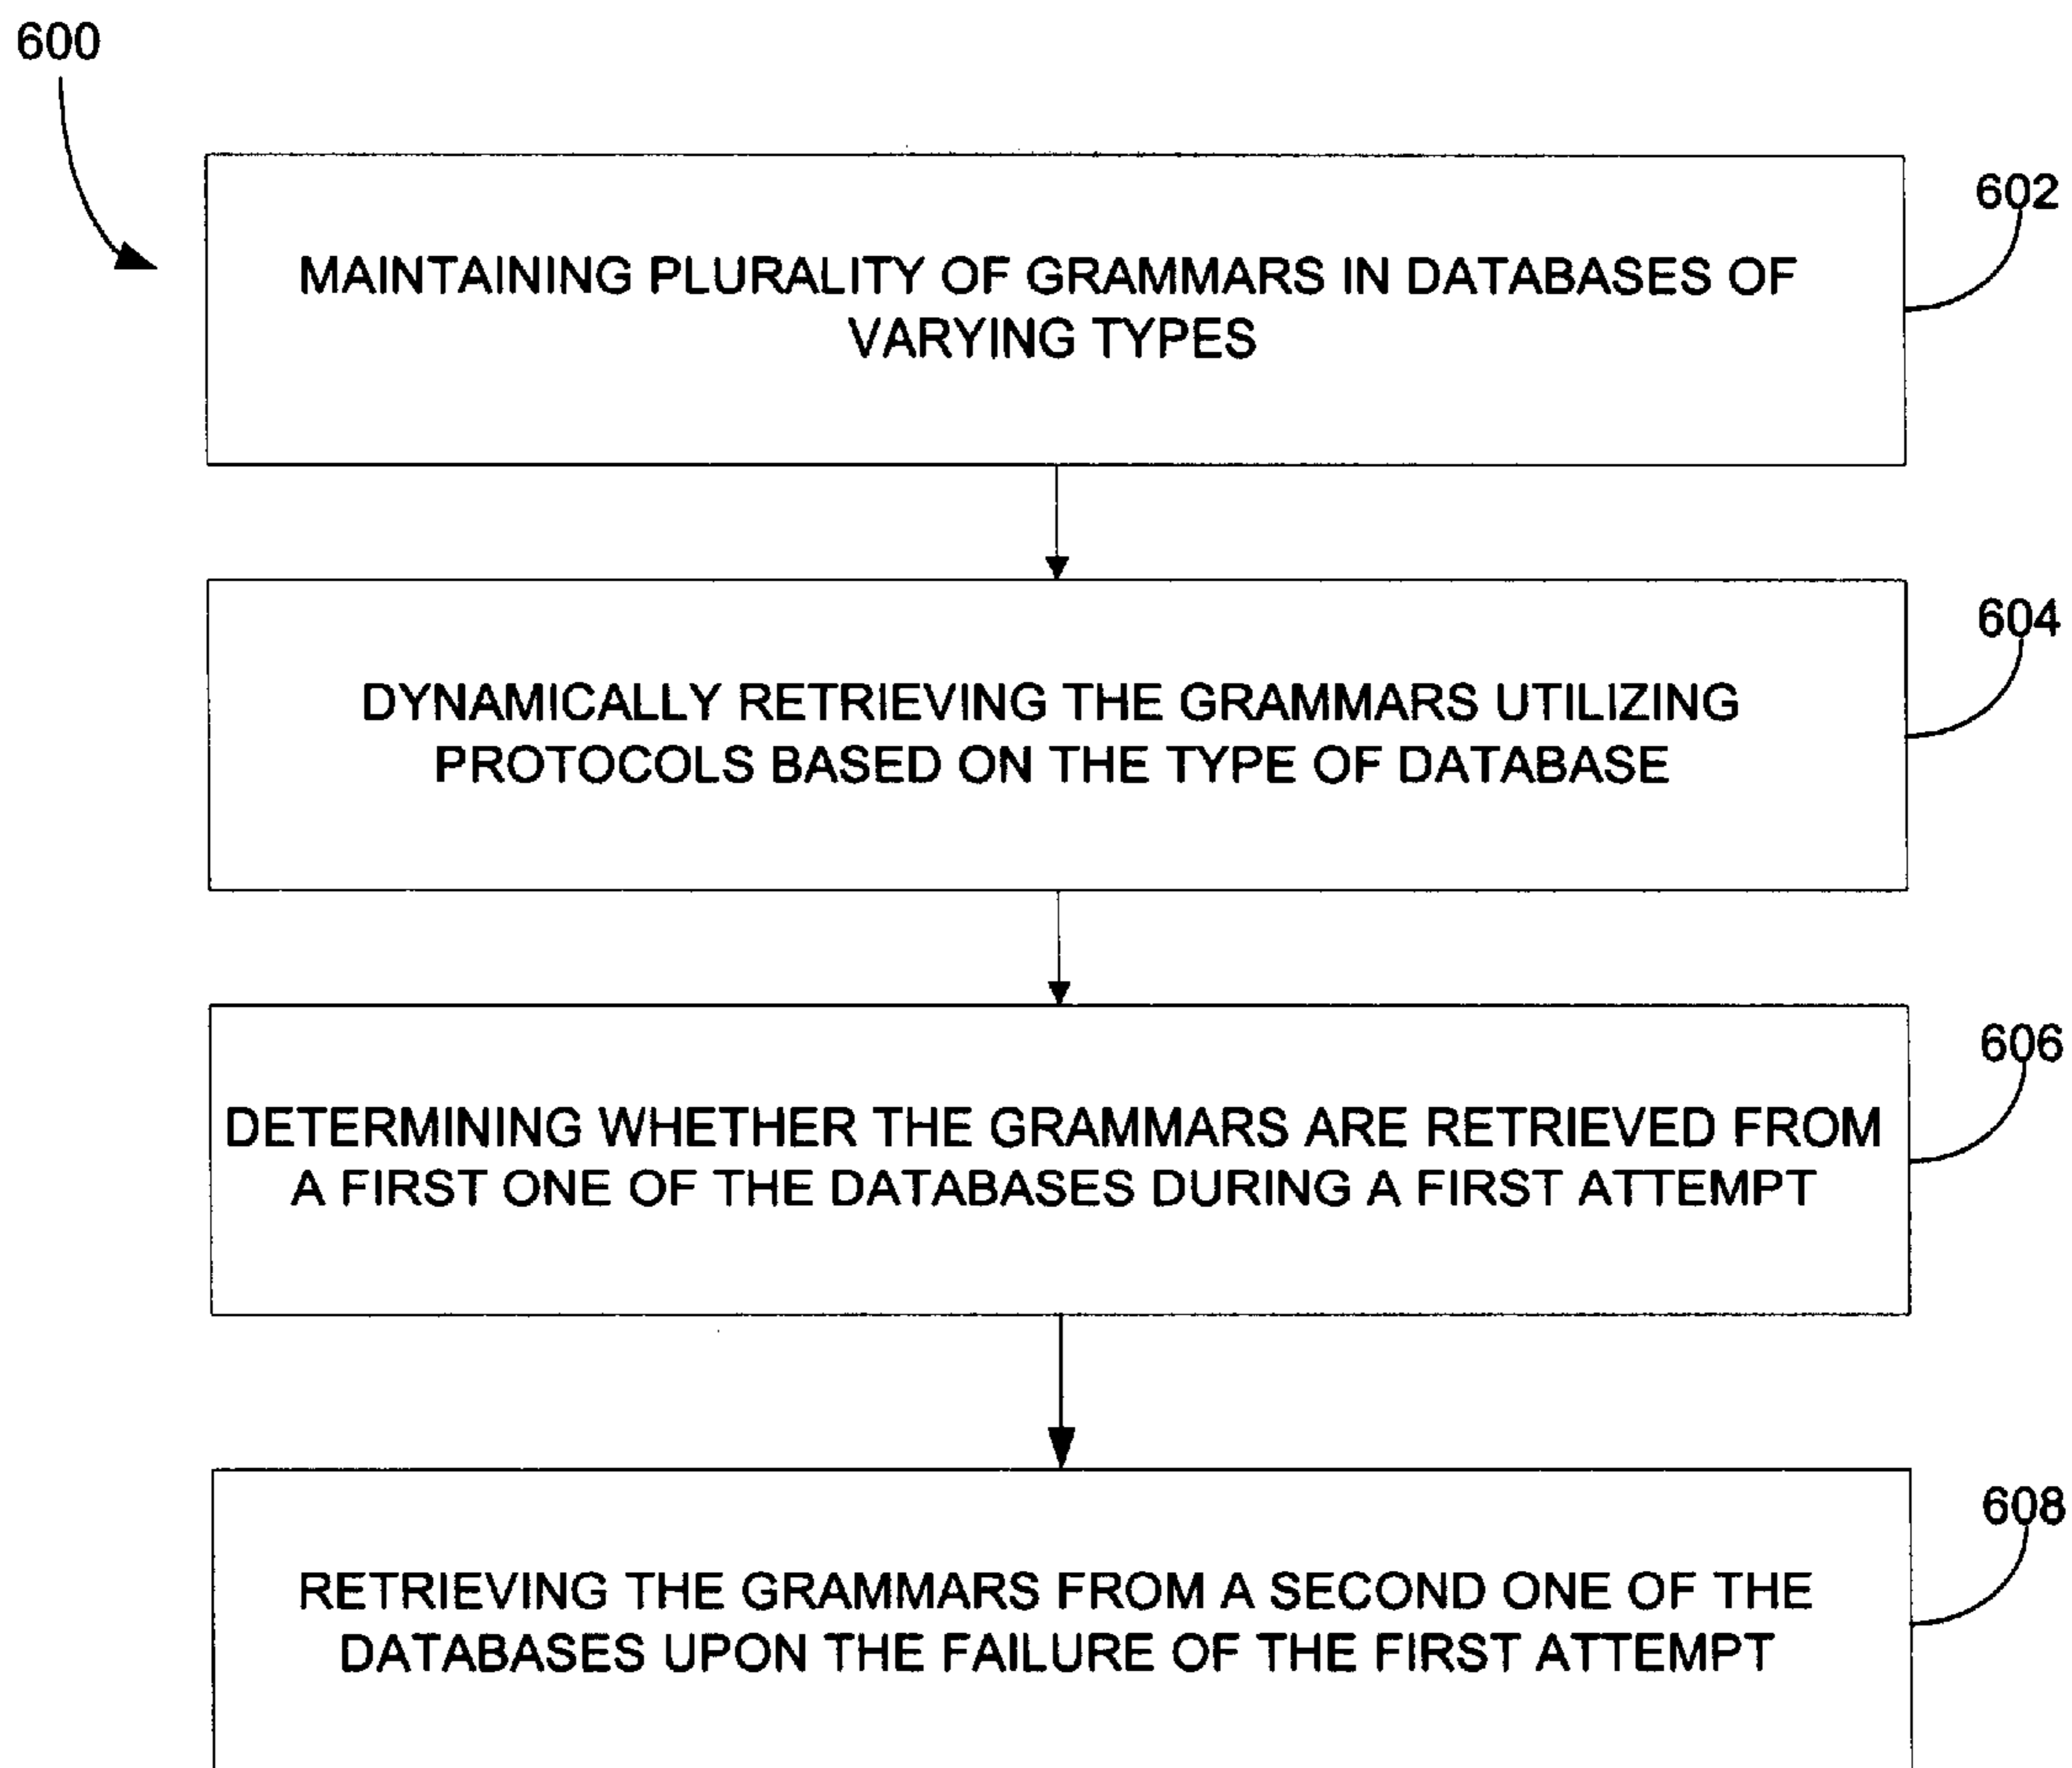 600
602
MAINTAINING PLURALITY OF GRAMMARS IN DATABASES OF
VARYING TYPES
604
DYNAMICALLY RETRIEVING THE GRAMMARS UTILIZING
PROTOCOLS BASED ON THE TYPE OF DATABASE
606
DETERMINING WHETHER THE GRAMMARS ARE RETRIEVED FROM
A FIRST ONE OF THE DATABASES DURING A FIRST ATTEMPT
608
RETRIEVING THE GRAMMARS FROM A SECOND ONE OF THE
DATABASES UPON THE FAILURE OF THE FIRST ATTEMPT